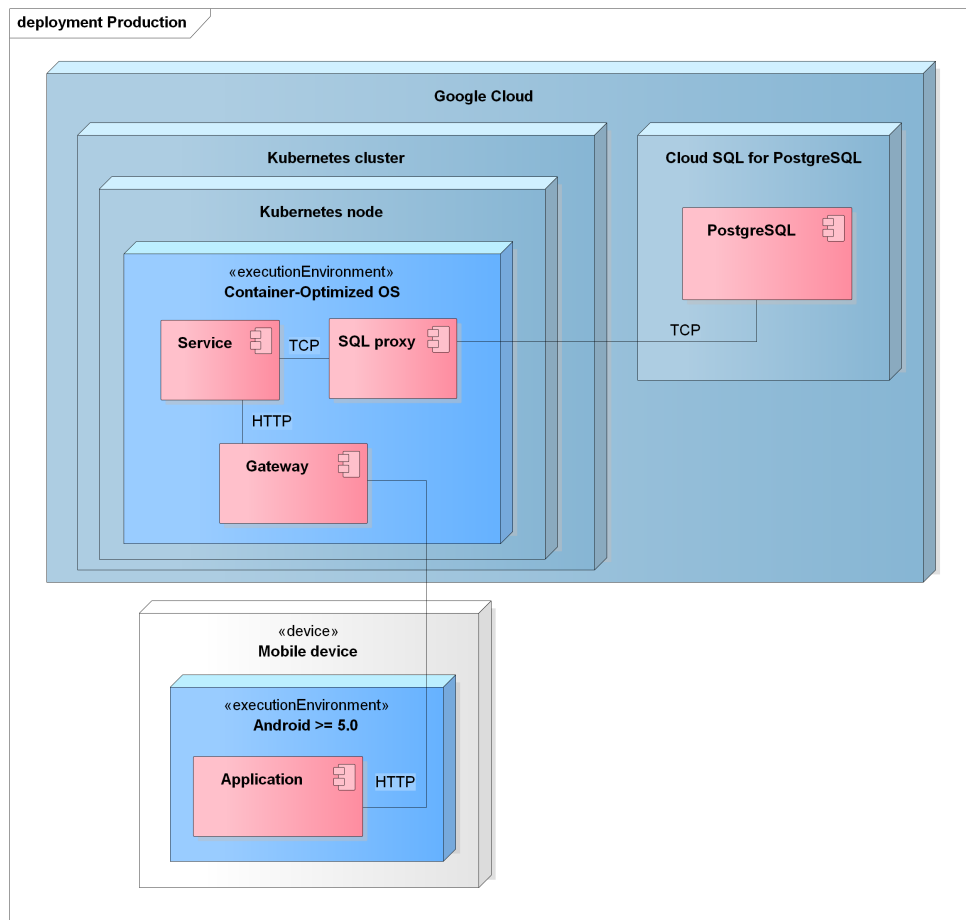 deployment Production
Google Cloud
Kubernetes cluster
Cloud SQL for PostgreSQL
Kubernetes node
PostgreSQL
«executionEnvironment»
Container-Optimized OS
Service
TCP
SQL proxy
TCP
HTTP
Gateway
«device»
Mobile device
«executionEnvironment»
Android >= 5.0
Application
HTTP